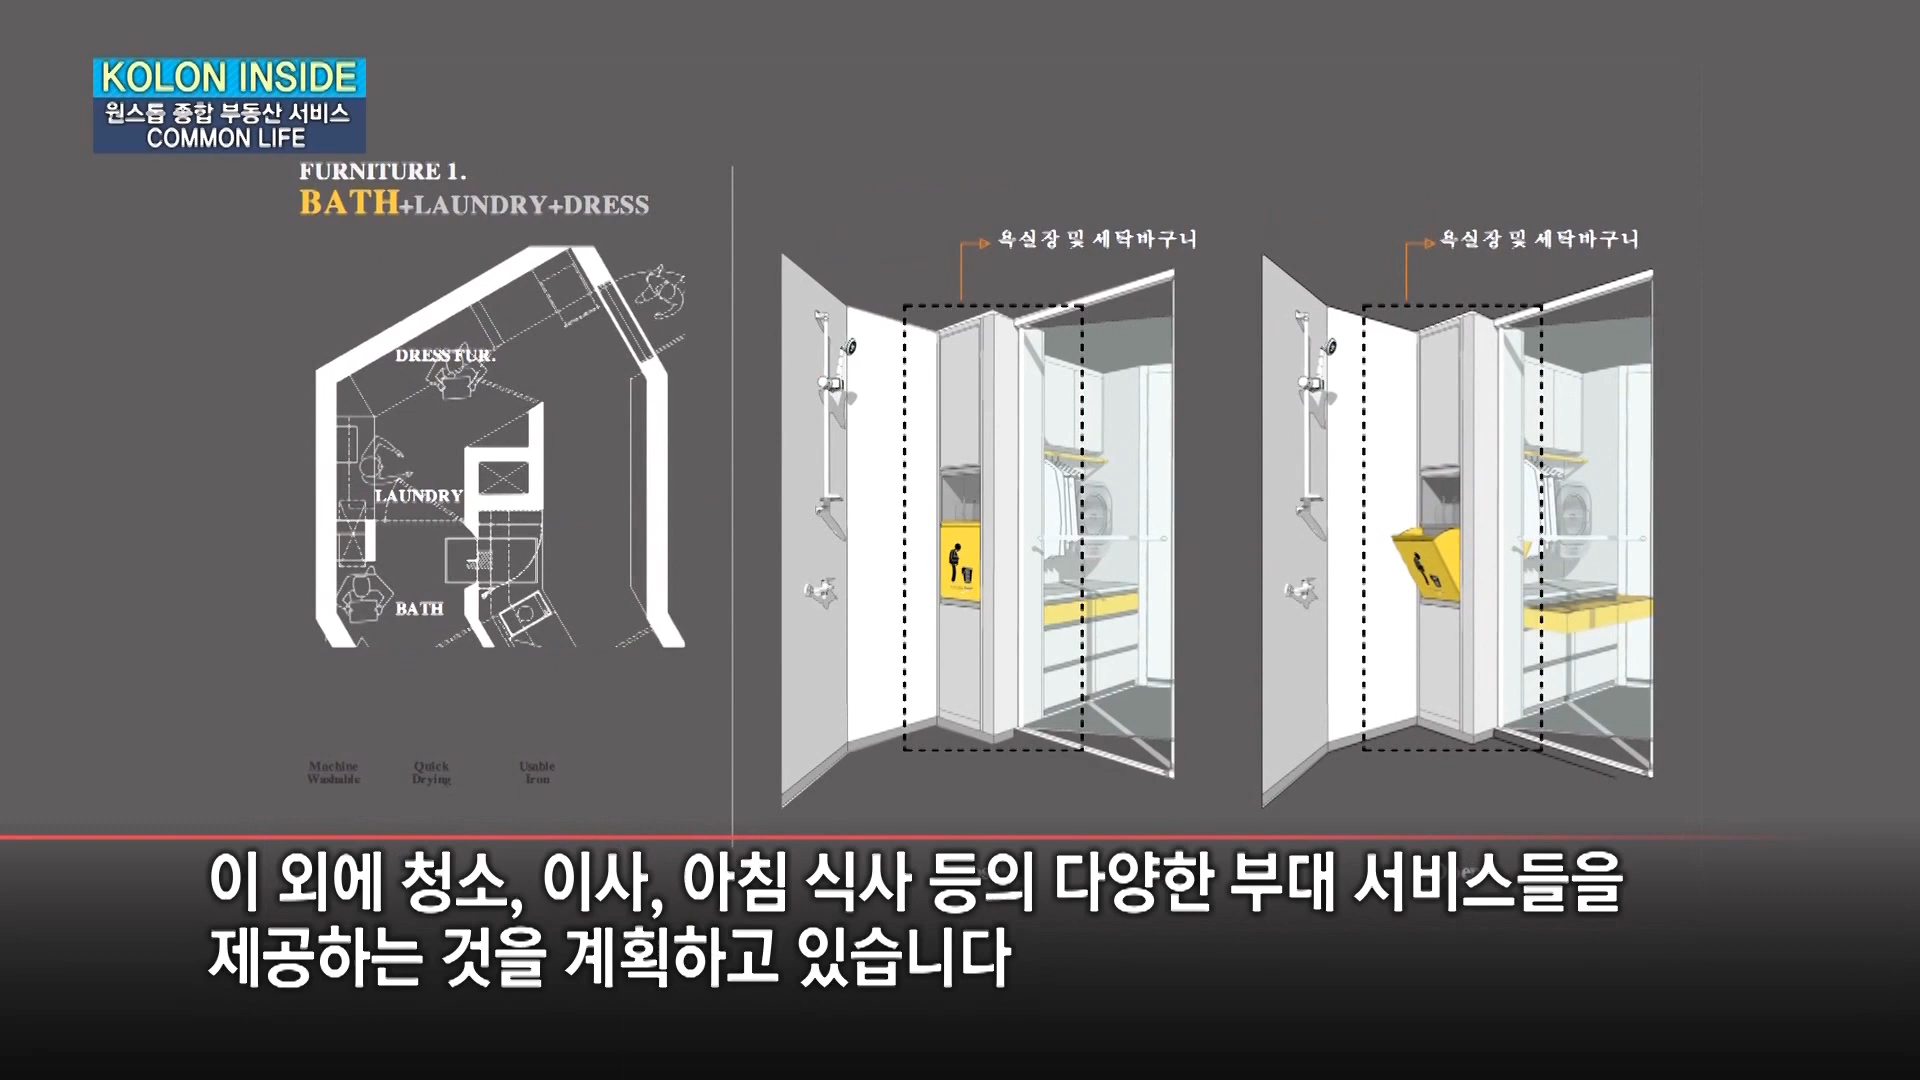 KOLON INSIDE
원스톱 종합 부동산 서비스
COMMON LIFE
FURNITURE 1.
BATH+LAUNDRY+DRESS
욕실장 및 세탁바구니
욕실장 및 세탁바구니
DRESS FUR.
LAUNDRY
BATH
Machine
Washable
Quick
Drying
Usable
Iron
이 외에 청소, 이사, 아침 식사 등의 다양한 부대 서비스들을
제공하는 것을 계획하고 있습니다